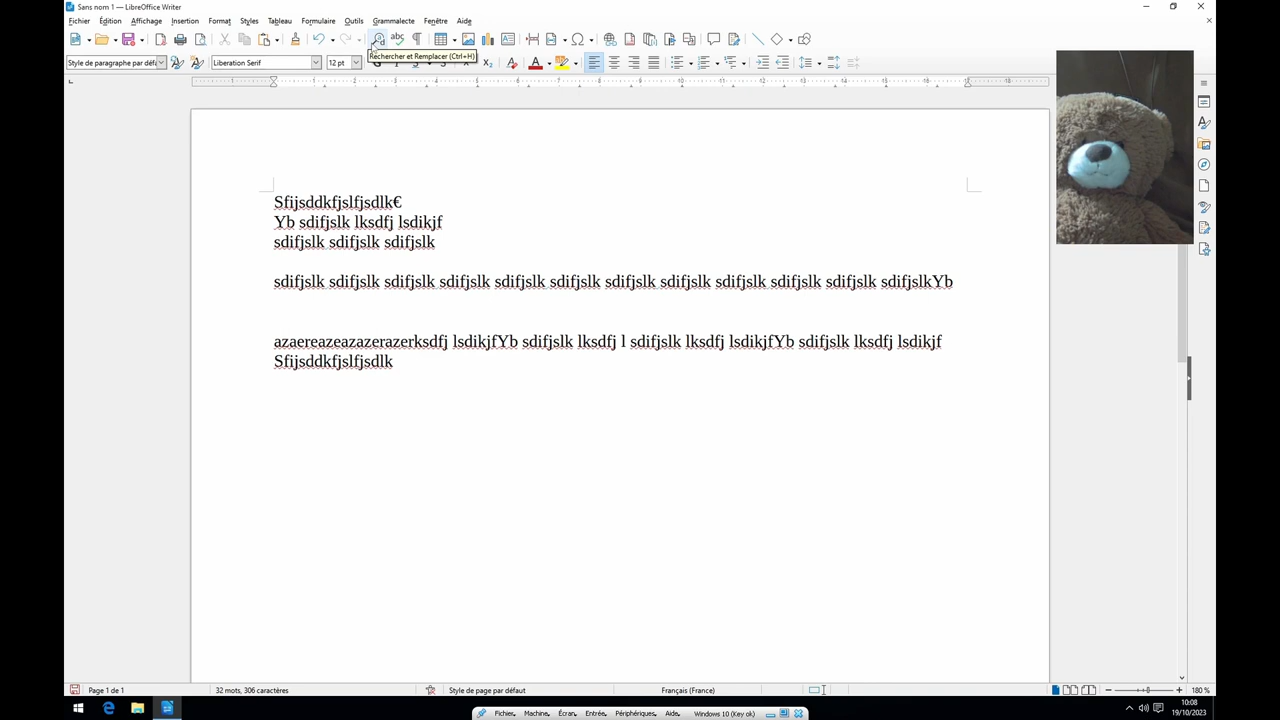 Sans nom 1 — LibreOffice Writer
Fichier Édition Affichage Insertion Format Styles Tableau Formulaire Outils Grammalecte Fenêtre Aide
Rechercher et Remplacer (Ctrl+H)
Style de paragraphe par défa Liberation Serif 12 pt
Sfijsddkfjslfjsdlk€
Yb sdifjslk lksdfj lsdikjf
sdifjslk sdifjslk sdifjslk
sdifjslk sdifjslk sdifjslk sdifjslk sdifjslk sdifjslk sdifjslk sdifjslk sdifjslk sdifjslk sdifjslk sdifjslkYb
azaereazeazazerazerksdfj lsdikjfYb sdifjslk lksdfj l sdifjslk lksdfj lsdikjfYb sdifjslk lksdfj lsdikjf
Sfijsddkfjslfjsdlk
Page 1 de 1 32 mots, 306 caractères Style de page par défaut Français (France) 180 %
Fichier Machine Écran Entrée Périphériques Aide Windows 10 (Key ok)
10:08
19/10/2023